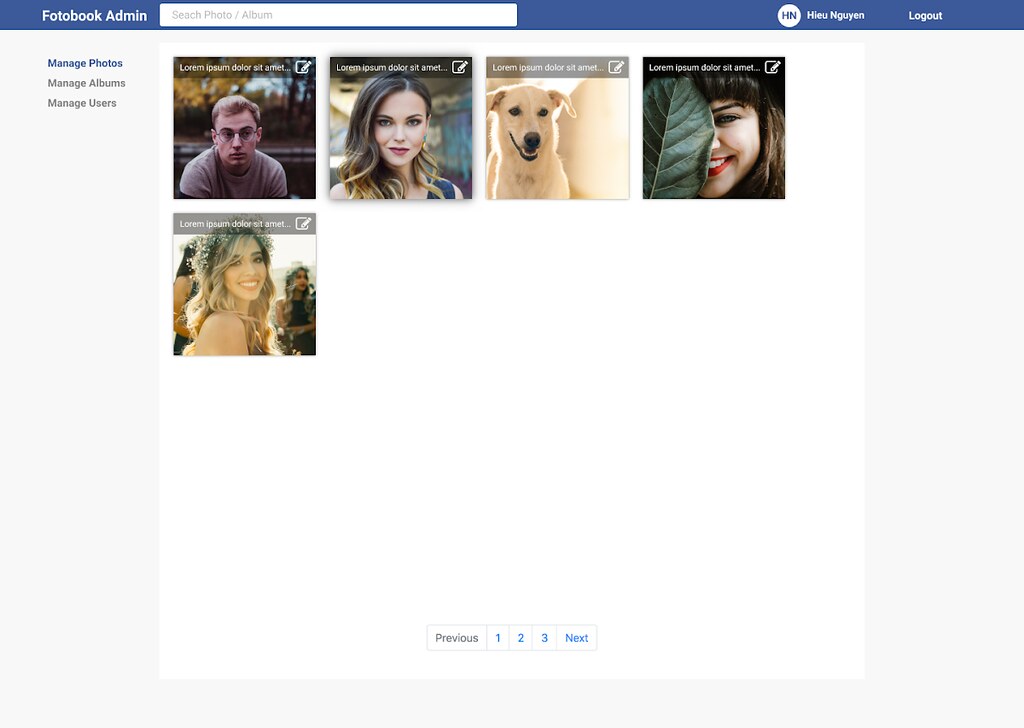 Fotobook Admin
Seach Photo / Album
HN
Hieu Nguyen
Logout
Manage Photos
Manage Albums
Manage Users
Lorem ipsum dolor sit amet...
Lorem ipsum dolor sit amet...
Lorem ipsum dolor sit amet...
Lorem ipsum dolor sit amet...
Lorem ipsum dolor sit amet...
Previous 1 2 3 Next